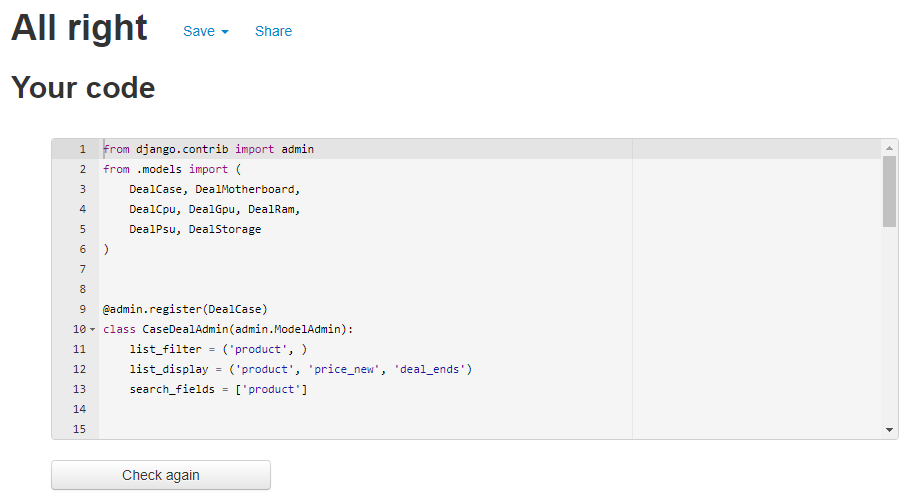 All right Save Share
Your code
1 from django.contrib import admin
2 from .models import (
3     DealCase, DealMotherboard,
4     DealCpu, DealGpu, DealRam,
5     DealPsu, DealStorage
6 )
7
8
9 @admin.register(DealCase)
10 class CaseDealAdmin(admin.ModelAdmin):
11     list_filter = ('product', )
12     list_display = ('product', 'price_new', 'deal_ends')
13     search_fields = ['product']
14
15
Check again